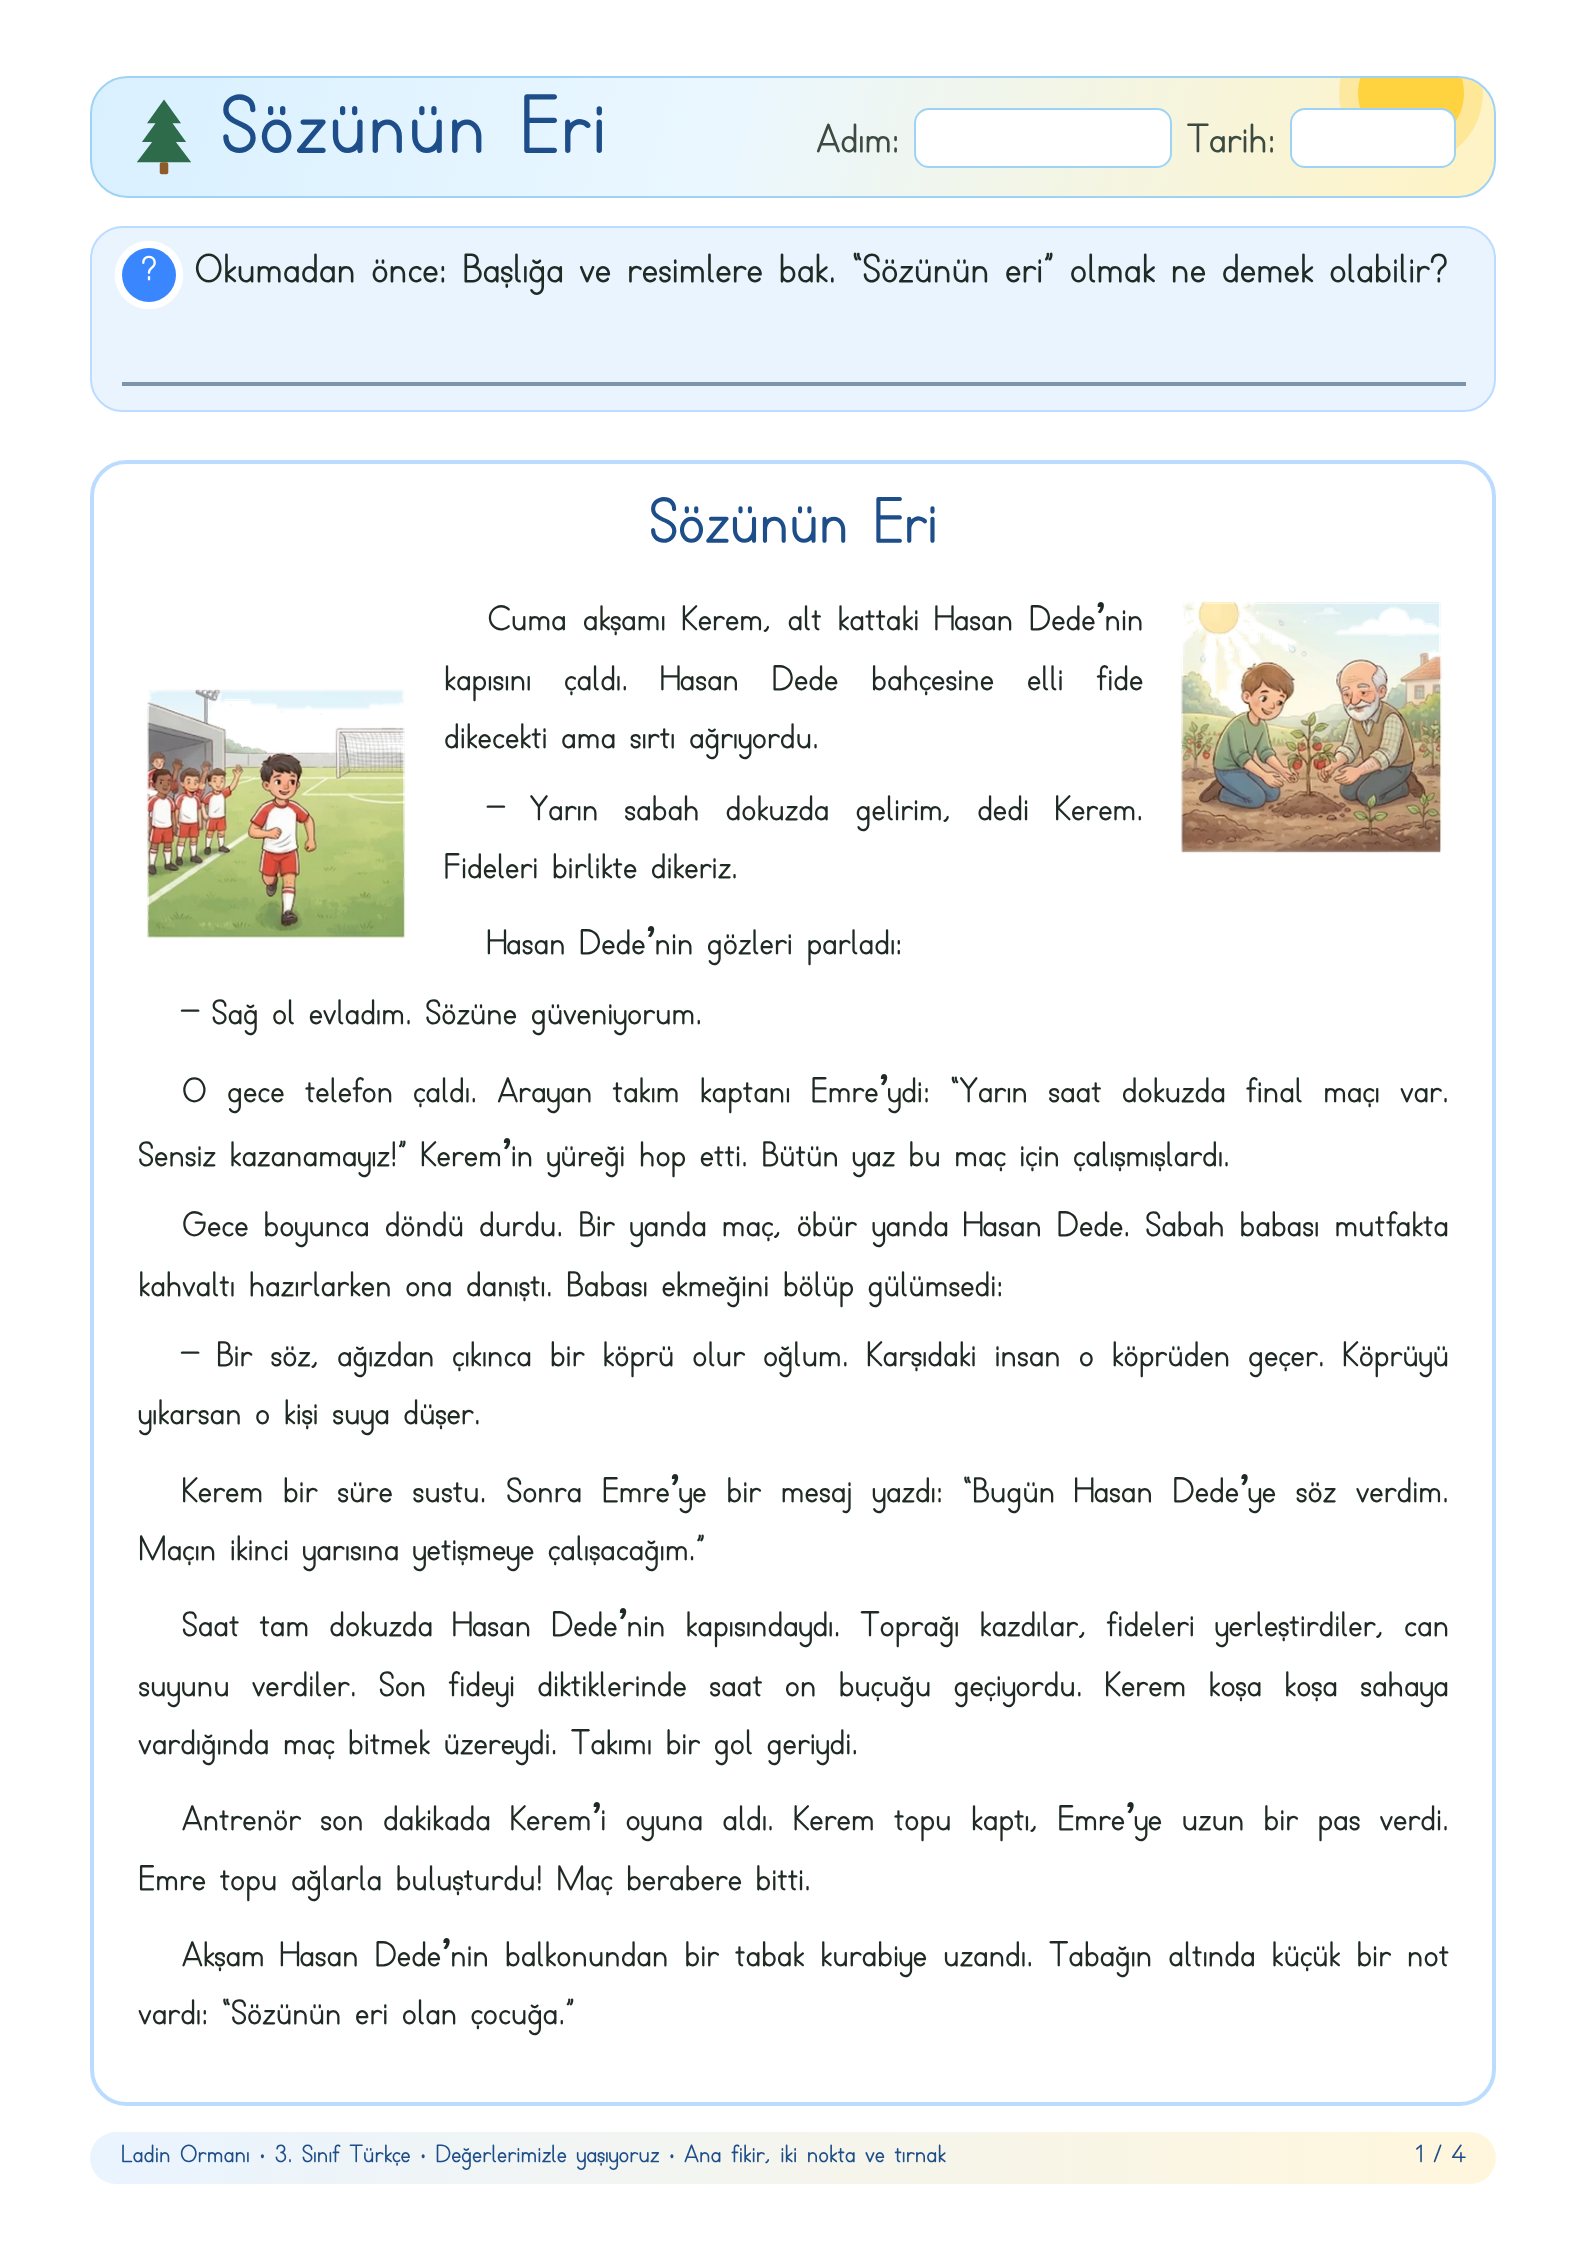 Sözünün Eri
Adım:
Tarih:
?
Okumadan önce: Başlığa ve resimlere bak. “Sözünün eri” olmak ne demek olabilir?
Sözünün Eri
Cuma akşamı Kerem, alt kattaki Hasan Dede’nin
kapısını çaldı. Hasan Dede bahçesine elli fide
dikecekti ama sırtı ağrıyordu.
– Yarın sabah dokuzda gelirim, dedi Kerem.
Fideleri birlikte dikeriz.
Hasan Dede’nin gözleri parladı:
– Sağ ol evladım. Sözüne güveniyorum.
O gece telefon çaldı. Arayan takım kaptanı Emre’ydi: “Yarın saat dokuzda final maçı var.
Sensiz kazanamayız!” Kerem’in yüreği hop etti. Bütün yaz bu maç için çalışmışlardı.
Gece boyunca döndü durdu. Bir yanda maç, öbür yanda Hasan Dede. Sabah babası mutfakta
kahvaltı hazırlarken ona danıştı. Babası ekmeğini bölüp gülümsedi:
– Bir söz, ağızdan çıkınca bir köprü olur oğlum. Karşıdaki insan o köprüden geçer. Köprüyü
yıkarsan o kişi suya düşer.
Kerem bir süre sustu. Sonra Emre’ye bir mesaj yazdı: “Bugün Hasan Dede’ye söz verdim.
Maçın ikinci yarısına yetişmeye çalışacağım.”
Saat tam dokuzda Hasan Dede’nin kapısındaydı. Toprağı kazdılar, fideleri yerleştirdiler, can
suyunu verdiler. Son fideyi diktiklerinde saat on buçuğu geçiyordu. Kerem koşa koşa sahaya
vardığında maç bitmek üzereydi. Takımı bir gol geriydi.
Antrenör son dakikada Kerem’i oyuna aldı. Kerem topu kaptı, Emre’ye uzun bir pas verdi.
Emre topu ağlarla buluşturdu! Maç berabere bitti.
Akşam Hasan Dede’nin balkonundan bir tabak kurabiye uzandı. Tabağın altında küçük bir not
vardı: “Sözünün eri olan çocuğa.”
Ladin Ormanı • 3. Sınıf Türkçe • Değerlerimizle yaşıyoruz • Ana fikir, iki nokta ve tırnak
1 / 4